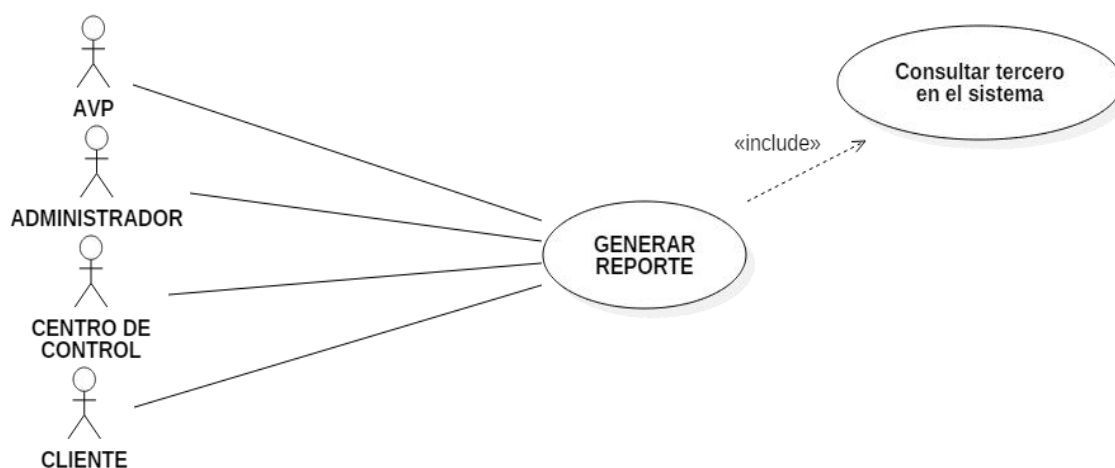 AVP
ADMINISTRADOR
CENTRO DE
CONTROL
CLIENTE
GENERAR
REPORTE
«include»
Consultar tercero
en el sistema